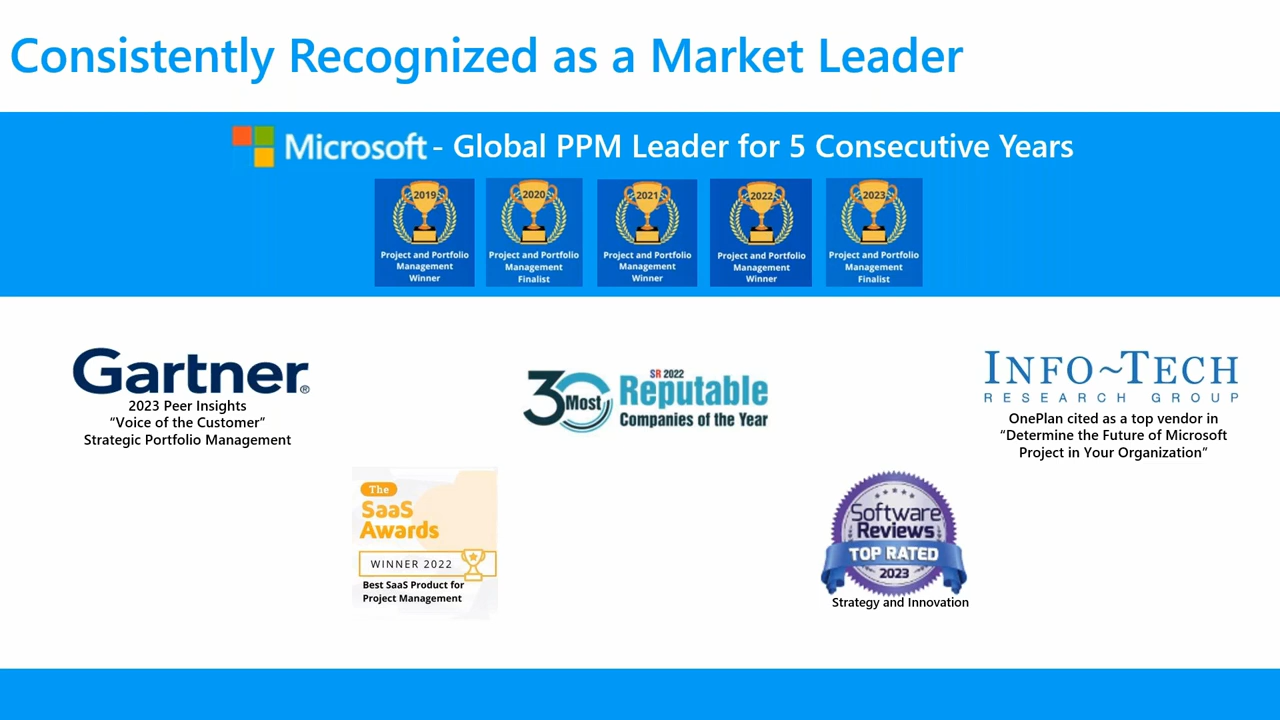 Consistently Recognized as a Market Leader
Microsoft - Global PPM Leader for 5 Consecutive Years
2019
Project and Portfolio
Management
Winner
2020
Project and Portfolio
Management
Finalist
2021
Project and Portfolio
Management
Winner
2022
Project and Portfolio
Management
Winner
2023
Project and Portfolio
Management
Finalist
Gartner®
2023 Peer Insights
“Voice of the Customer”
Strategic Portfolio Management
SR 2022
30 Most Reputable
Companies of the Year
INFO~TECH
RESEARCH GROUP
OnePlan cited as a top vendor in
“Determine the Future of Microsoft
Project in Your Organization”
The
SaaS
Awards
WINNER 2022
Best SaaS Product for
Project Management
Software
Reviews
TOP RATED
2023
Strategy and Innovation